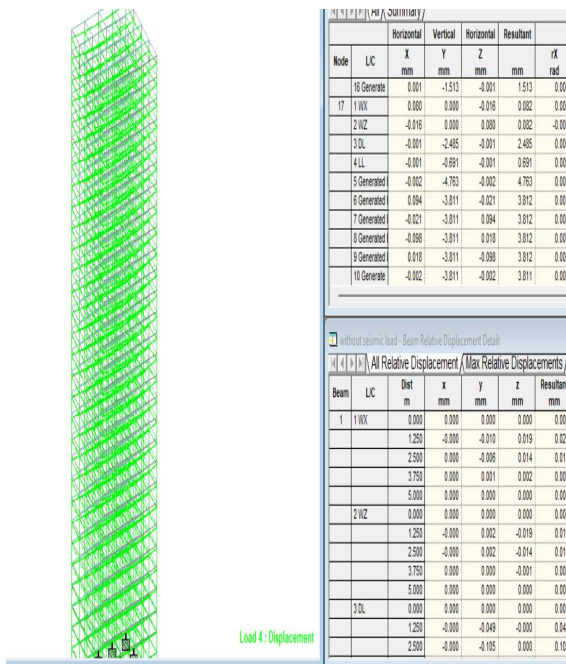 All Summary
Horizontal Vertical Horizontal Resultant
Node L/C X mm Y mm Z mm mm rX rad
16 Generate 0.001 -1.513 -0.001 1.513 0.00
17 1 WX 0.080 0.000 -0.016 0.082 0.00
2 WZ -0.016 0.000 0.080 0.082 -0.00
3 DL -0.001 -2.485 -0.001 2.485 0.00
4 LL -0.001 -0.691 -0.001 0.691 0.00
5 Generated -0.002 -4.763 -0.002 4.763 0.00
6 Generated 0.094 -3.811 -0.021 3.812 0.00
7 Generated -0.021 -3.811 0.094 3.812 0.00
8 Generated -0.098 -3.811 0.018 3.812 0.00
9 Generated 0.018 -3.811 -0.098 3.812 0.00
10 Generate -0.002 -3.811 -0.002 3.811 0.00
without seismic load - Beam Relative Displacement Detail:
All Relative Displacement Max Relative Displacements
Beam L/C Dist m x mm y mm z mm Resultan mm
1 1 WX 0.000 0.000 0.000 0.000 0.00
1.250 -0.000 -0.010 0.019 0.02
2.500 -0.000 -0.006 0.014 0.01
3.750 0.000 0.001 0.002 0.00
5.000 0.000 0.000 0.000 0.00
2 WZ 0.000 0.000 0.000 0.000 0.00
1.250 -0.000 0.002 -0.019 0.01
2.500 -0.000 0.002 -0.014 0.01
3.750 0.000 0.000 -0.001 0.00
5.000 0.000 0.000 0.000 0.00
3 DL 0.000 0.000 0.000 0.000 0.00
1.250 -0.000 -0.049 -0.000 0.04
2.500 -0.000 -0.105 0.000 0.10
Load 4 : Displacement